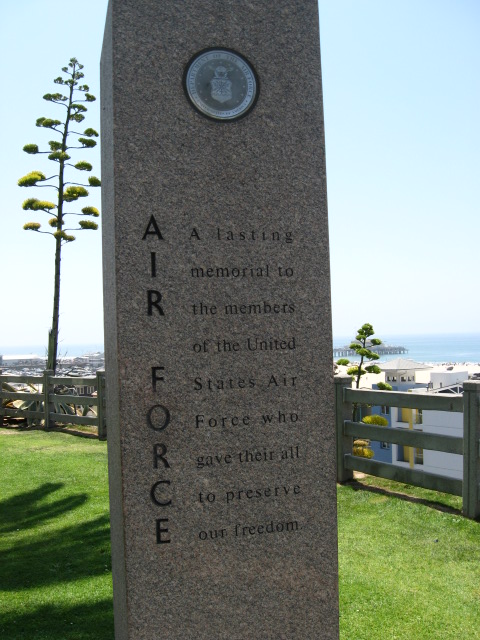 AIR FORCE
A lasting
memorial to
the members
of the United
States Air
Force who
gave their all
to preserve
our freedom